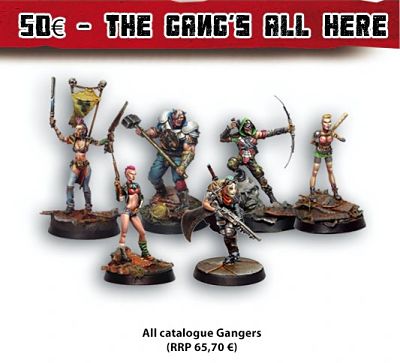 50€ - THE GANG'S ALL HERE
All catalogue Gangers
(RRP 65,70 €)